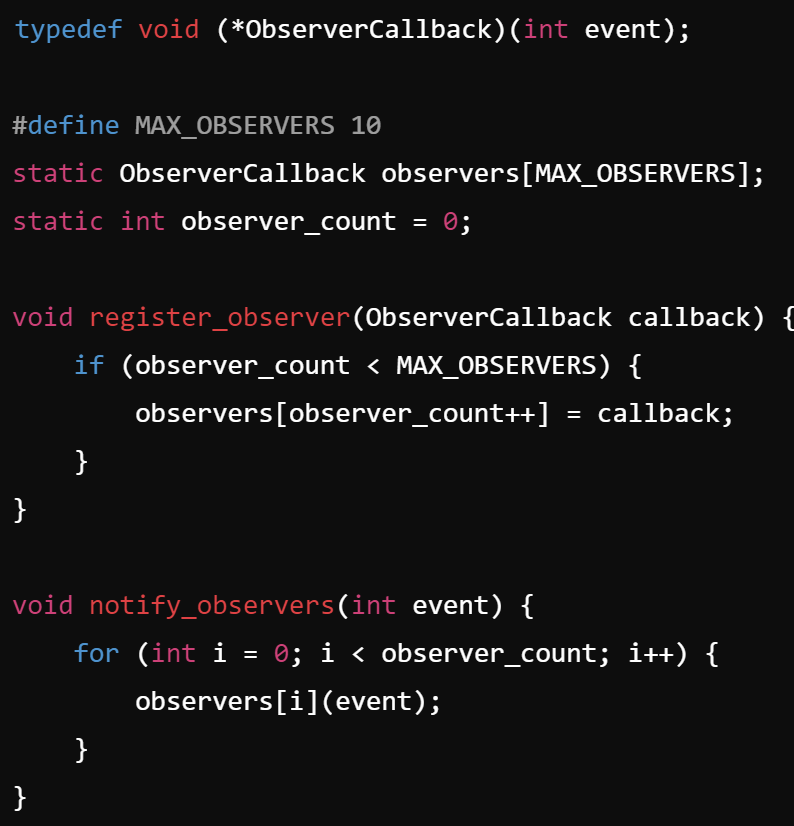 typedef void (*ObserverCallback)(int event);
#define MAX_OBSERVERS 10
static ObserverCallback observers[MAX_OBSERVERS];
static int observer_count = 0;
void register_observer(ObserverCallback callback) {
    if (observer_count < MAX_OBSERVERS) {
        observers[observer_count++] = callback;
    }
}
void notify_observers(int event) {
    for (int i = 0; i < observer_count; i++) {
        observers[i](event);
    }
}